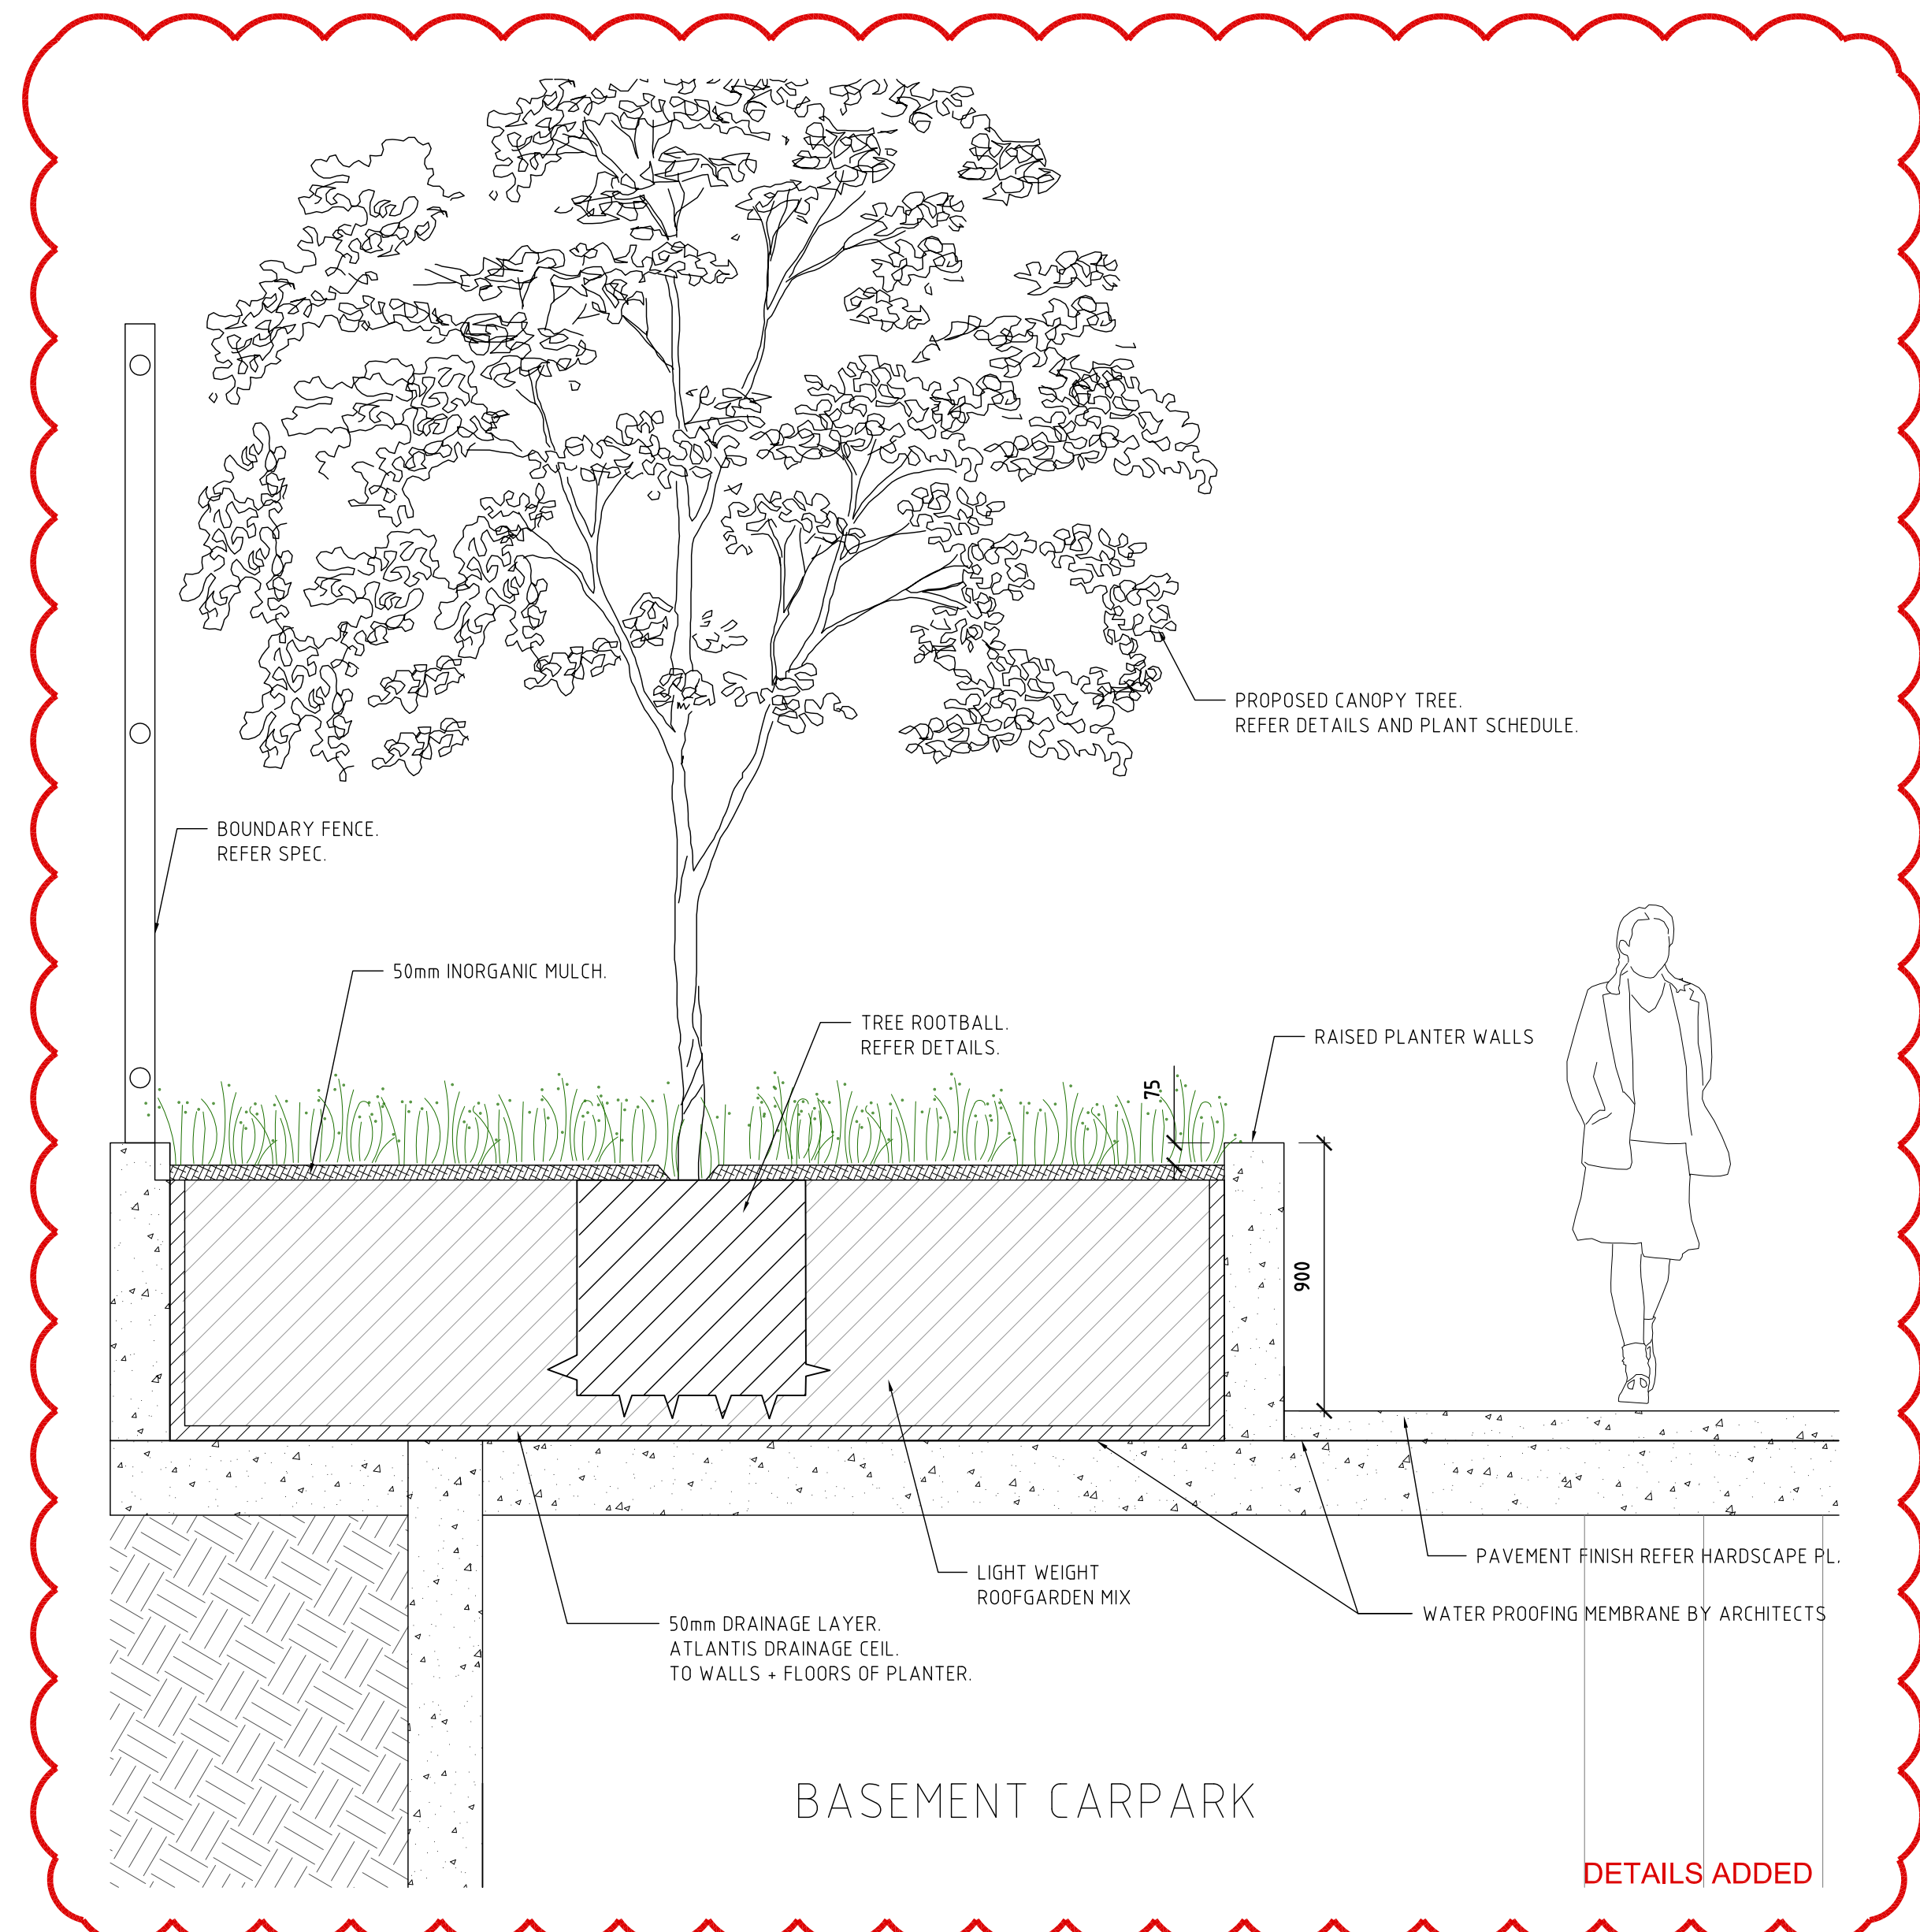 PROPOSED CANOPY TREE.
REFER DETAILS AND PLANT SCHEDULE.
BOUNDARY FENCE.
REFER SPEC.
50mm INORGANIC MULCH.
TREE ROOTBALL.
REFER DETAILS.
RAISED PLANTER WALLS
75
900
PAVEMENT FINISH REFER HARDSCAPE PL.
LIGHT WEIGHT
ROOFGARDEN MIX
WATER PROOFING MEMBRANE BY ARCHITECTS
50mm DRAINAGE LAYER.
ATLANTIS DRAINAGE CEIL.
TO WALLS + FLOORS OF PLANTER.
BASEMENT CARPARK
DETAILS ADDED